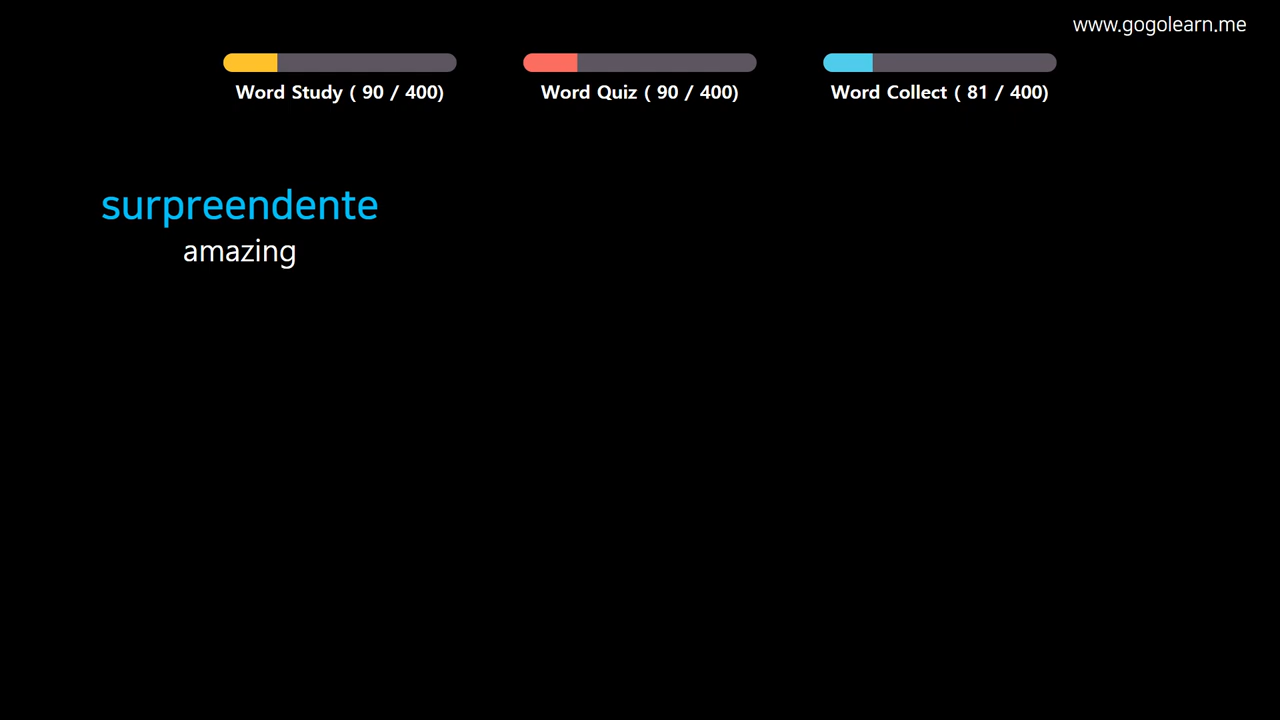 www.gogolearn.me
Word Study ( 90 / 400)
Word Quiz ( 90 / 400)
Word Collect ( 81 / 400)
surpreendente
amazing